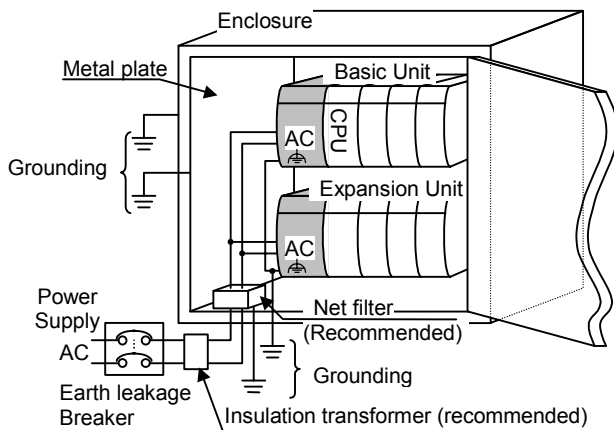 Enclosure
Metal plate
Basic Unit
AC
CPU
Grounding
Expansion Unit
AC
Power
Supply
AC
Net filter
(Recommended)
Grounding
Earth leakage
Breaker
Insulation transformer (recommended)